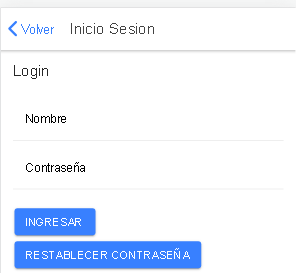 Volver Inicio Sesion
Login
Nombre
Contraseña
INGRESAR
RESTABLECER CONTRASEÑA